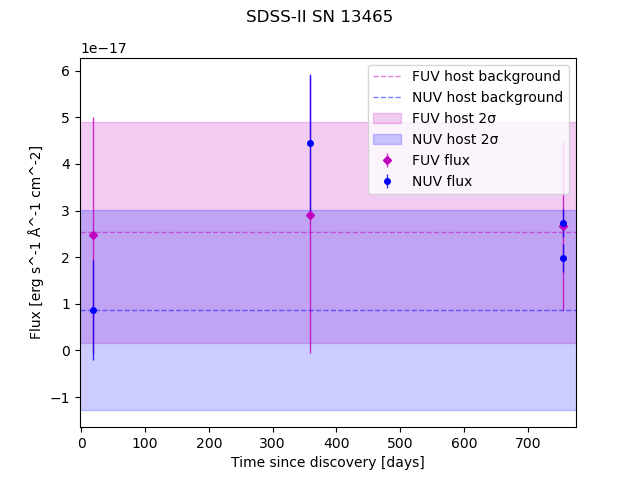 SDSS-II SN 13465
1e−17
FUV host background
NUV host background
FUV host 2σ
NUV host 2σ
FUV flux
NUV flux
6
5
4
3
2
1
0
−1
Flux [erg s^-1 Å^-1 cm^-2]
0 100 200 300 400 500 600 700
Time since discovery [days]